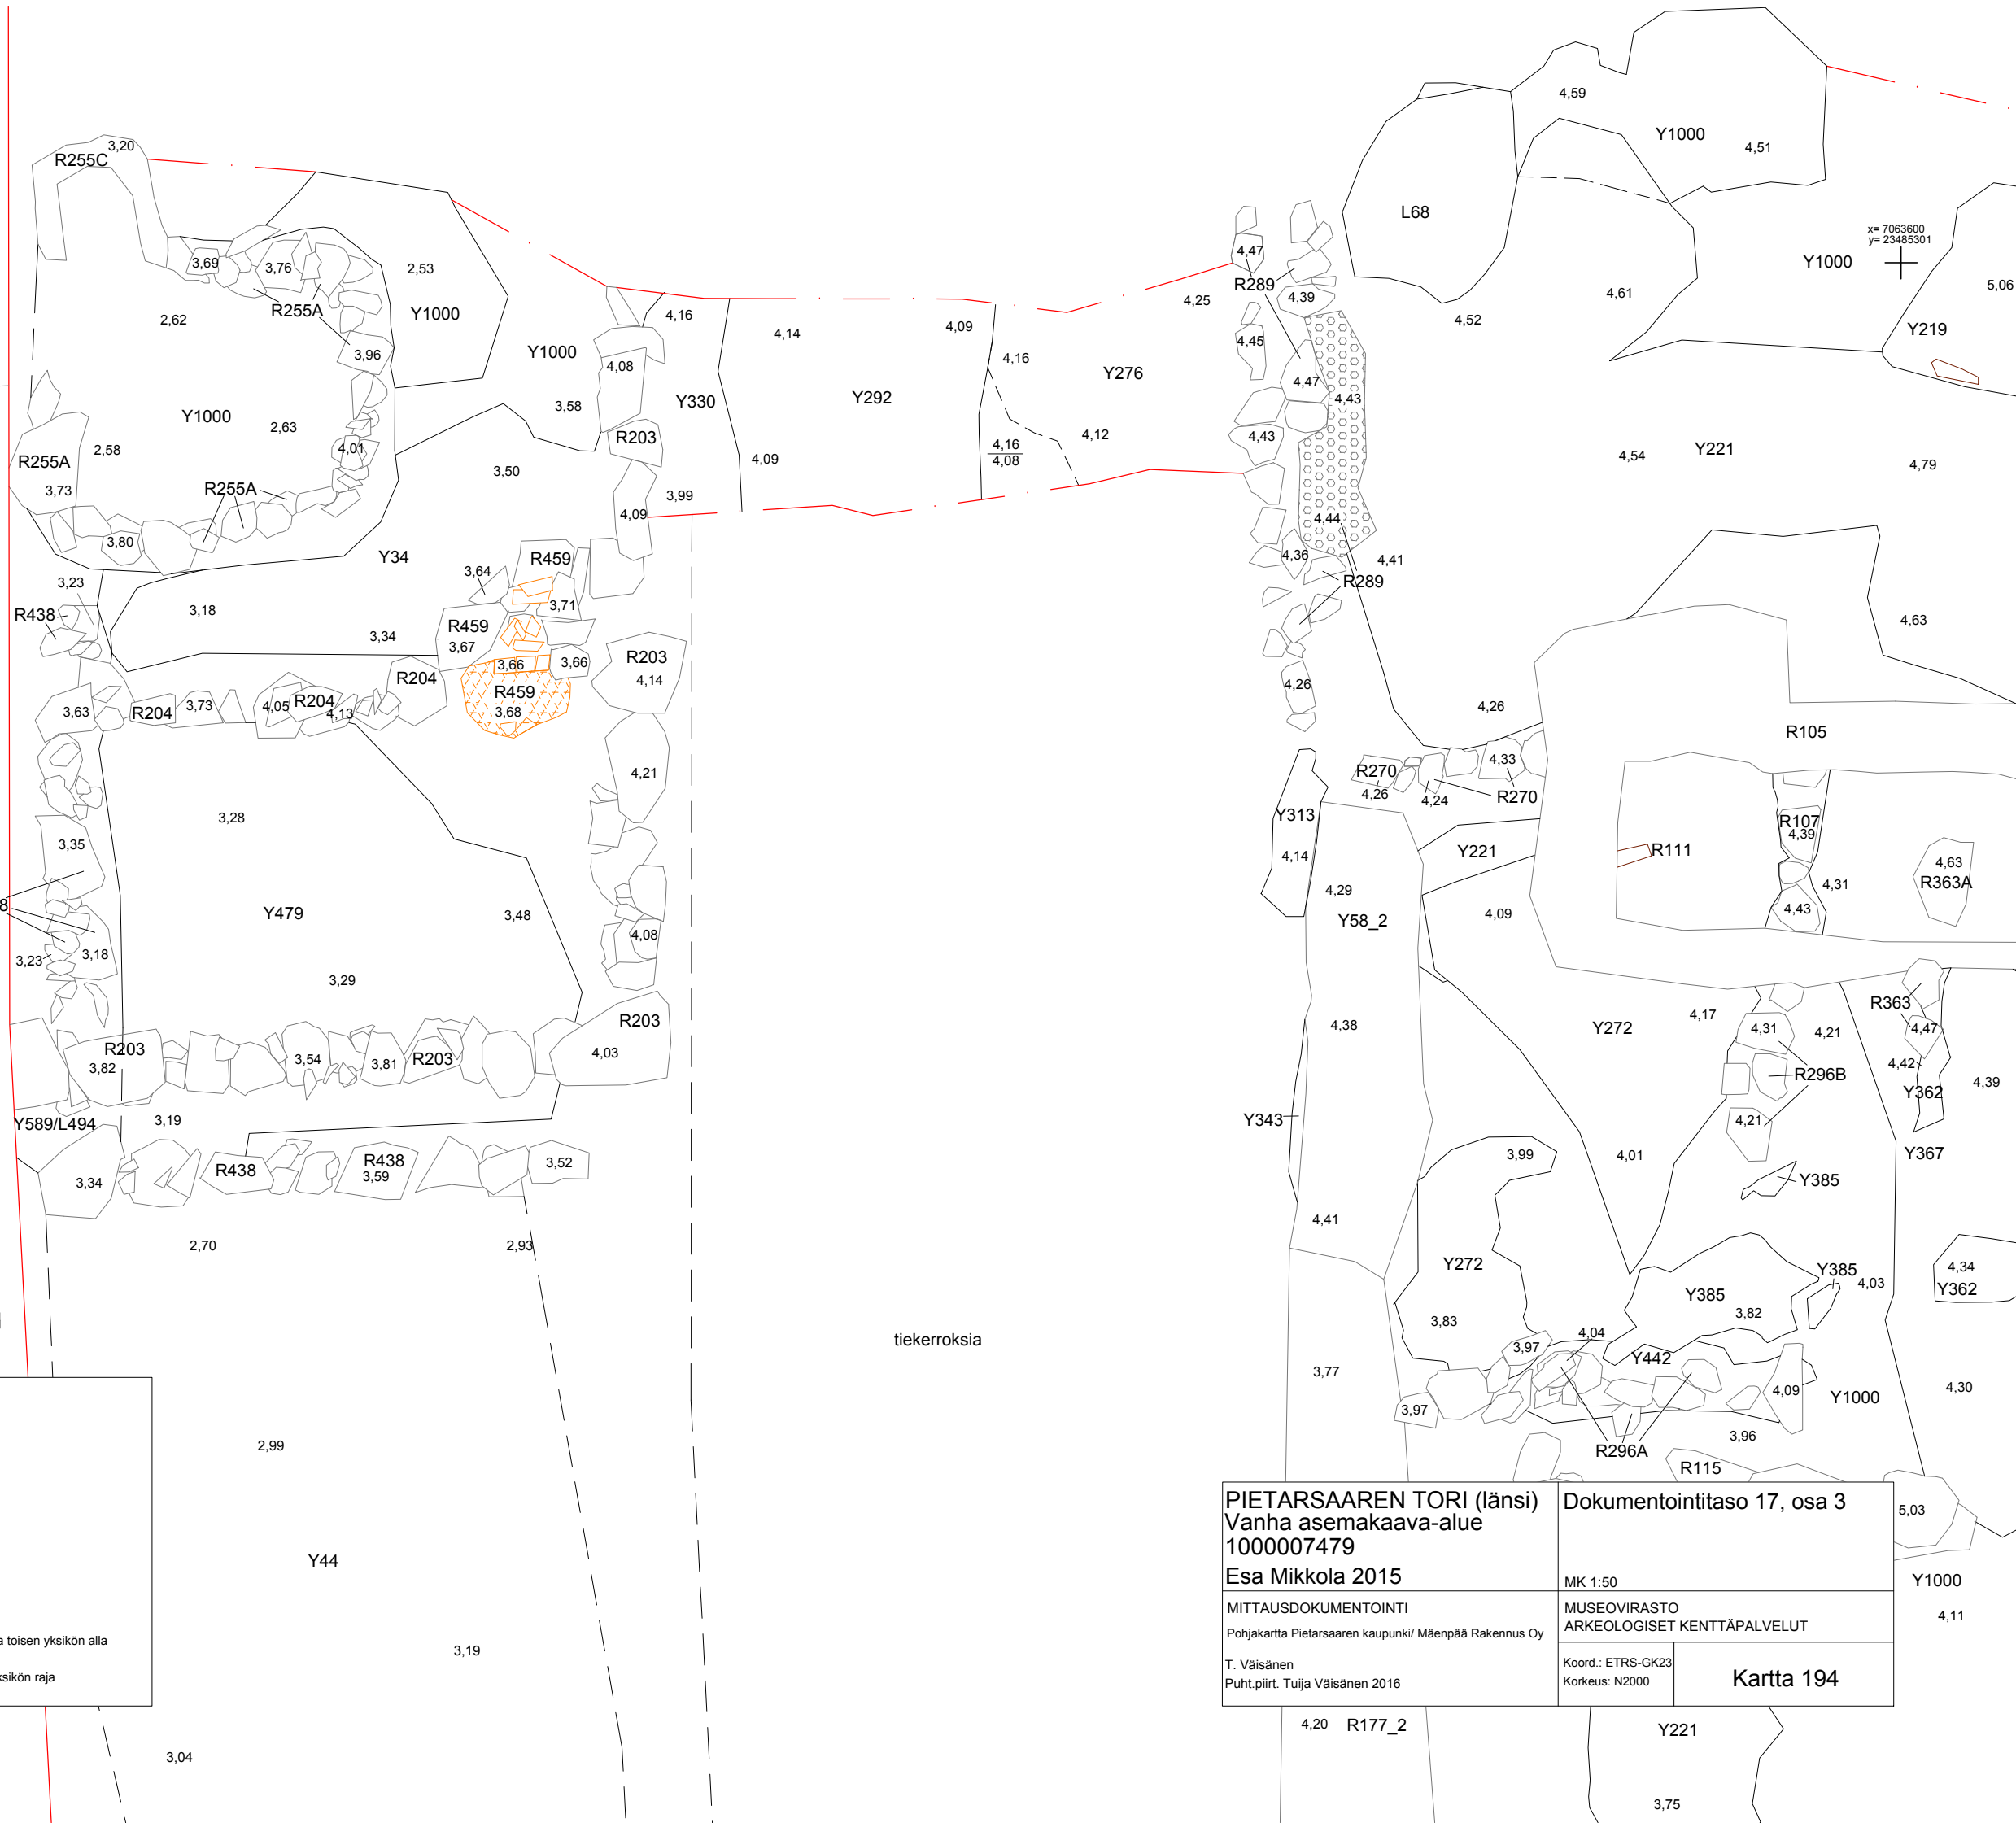 3,20
R255C
4,59
Y1000
4,51
L68
x= 7063600
y= 23485301
Y1000
3,69
3,76
2,53
R255A
Y1000
2,62
4,47
R289
4,39
4,25
4,61
4,52
5,06
Y219
4,16
4,14
4,09
4,16
Y276
4,45
3,96
Y1000
4,08
3,58
Y330
Y292
4,47
4,43
Y1000
2,63
2,58
4,01
R203
4,09
4,16
4,08
4,12
4,43
Y221
4,54
4,79
R255A
3,73
R255A
3,50
3,99
4,09
4,44
3,80
Y34
R459
4,36
4,41
R289
3,23
3,64
3,71
R438
3,18
3,34
R459
3,67
3,66
3,66
R203
4,14
4,63
R204
R459
3,68
4,26
4,26
3,63
R204
3,73
4,05
R204
4,13
R105
4,21
R270
4,26
4,24
4,33
R270
3,28
3,35
Y313
4,14
Y221
R107
4,39
R111
4,63
R363A
4,31
4,29
Y58_2
4,09
4,43
8
Y479
3,48
4,08
3,23
3,18
3,29
R363
4,47
4,17
4,31
4,21
Y272
4,38
R203
4,03
R203
3,82
3,54
3,81
R203
R296B
4,42
Y362
4,39
Y589/L494
3,19
Y343
4,21
Y367
3,99
4,01
Y385
3,34
R438
R438
3,59
3,52
4,41
2,70
2,93
Y272
3,83
Y385
3,82
Y385
4,03
4,34
Y362
tiekerroksia
3,97
4,04
Y442
3,77
3,97
4,09
Y1000
4,30
2,99
R296A
3,96
R115
Y44
PIETARSAAREN TORI (länsi)
Vanha asemakaava-alue
1000007479
Esa Mikkola 2015
Dokumentointitaso 17, osa 3
MK 1:50
5,03
Y1000
4,11
MITTAUSDOKUMENTOINTI
Pohjakartta Pietarsaaren kaupunki/ Mäenpää Rakennus Oy
T. Väisänen
Puht.piirt. Tuija Väisänen 2016
MUSEOVIRASTO
ARKEOLOGISET KENTTÄPALVELUT
Koord.: ETRS-GK23
Korkeus: N2000
Kartta 194
toisen yksikön alla
ksikön raja
3,19
3,04
4,20
R177_2
Y221
3,75